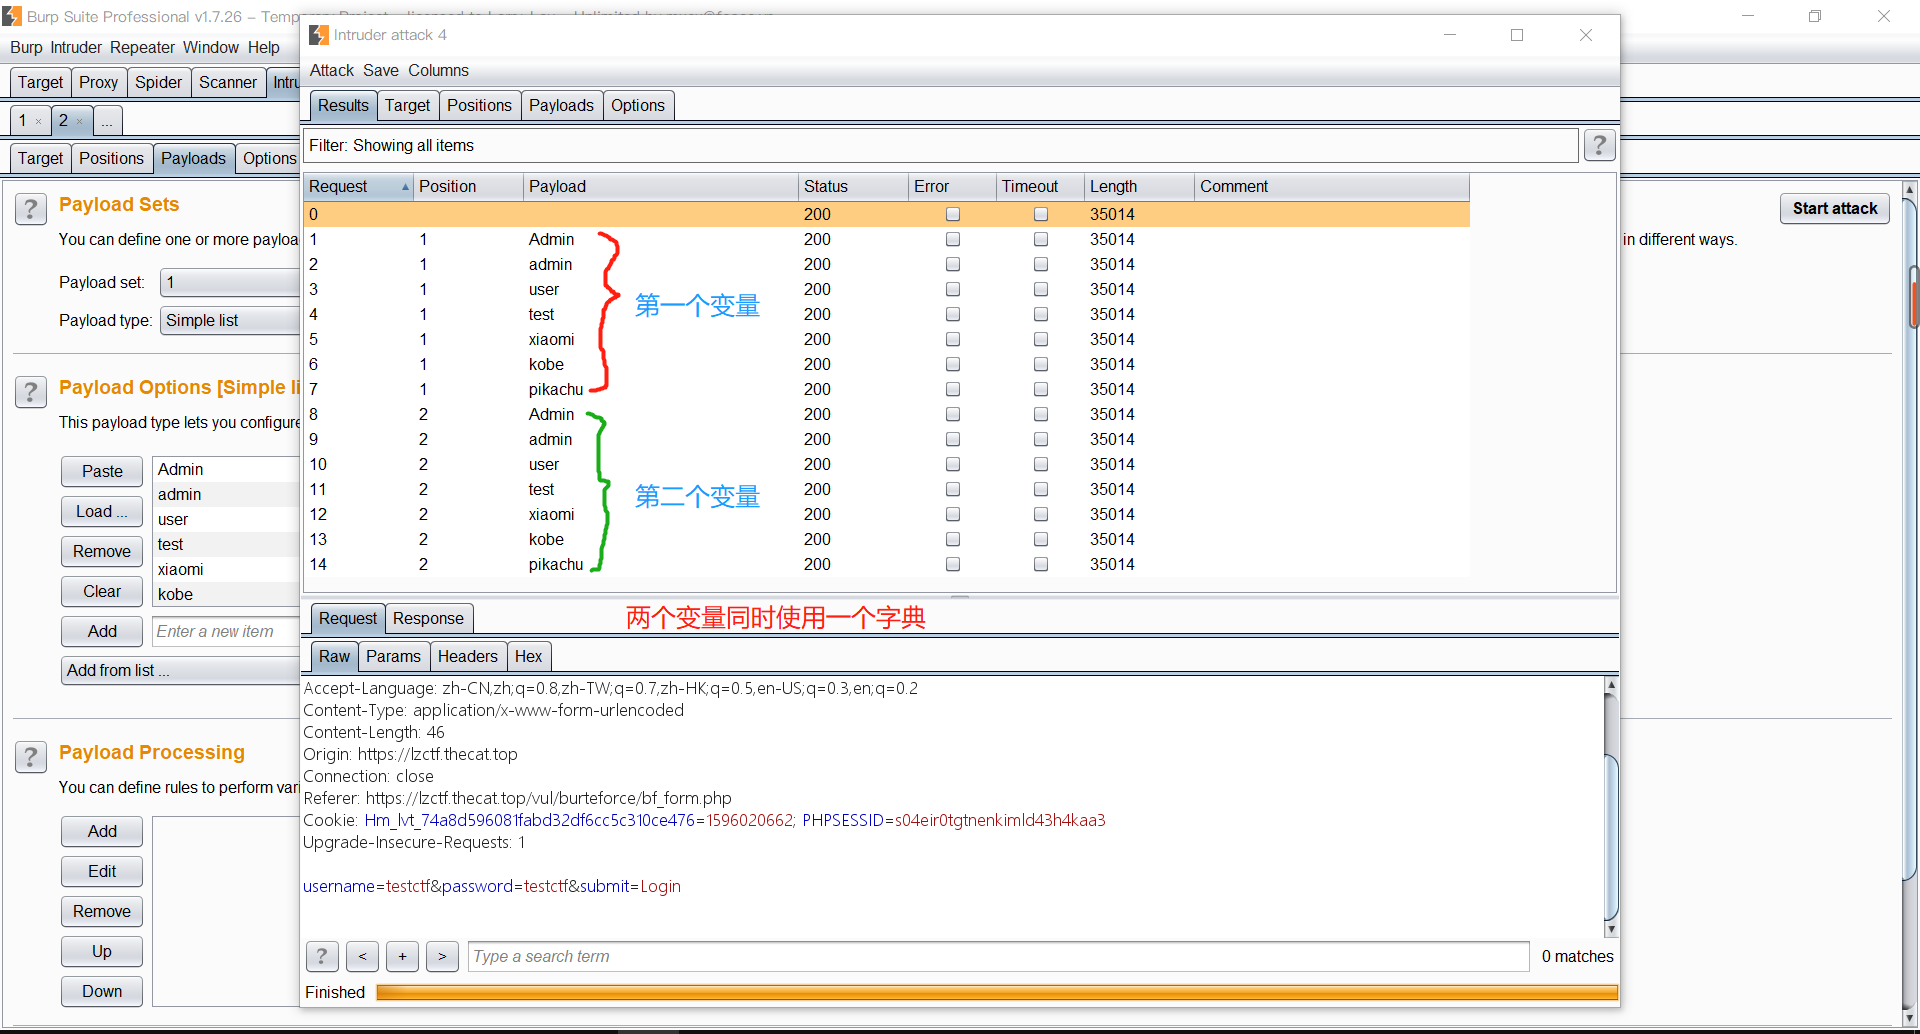 Burp Suite Professional v1.7.26 – Temporary Project – licensed to Larry Lau – Unlimited by
Intruder attack 4
Burp Intruder Repeater Window Help
Attack Save Columns
Target Proxy Spider Scanner Intru
Results Target Positions Payloads Options
1 × 2 × ...
Filter: Showing all items ?
Target Positions Payloads Options
Request Position Payload Status Error Timeout Length Comment
0 200 35014
1 1 Admin 200 35014
2 1 admin 200 35014
3 1 user 200 35014
4 1 test 200 35014
5 1 xiaomi 200 35014
6 1 kobe 200 35014
7 1 pikachu 200 35014
第一个变量
8 2 Admin 200 35014
9 2 admin 200 35014
10 2 user 200 35014
11 2 test 200 35014
12 2 xiaomi 200 35014
13 2 kobe 200 35014
14 2 pikachu 200 35014
第二个变量
Request Response
两个变量同时使用一个字典
Raw Params Headers Hex
Accept-Language: zh-CN,zh;q=0.8,zh-TW;q=0.7,zh-HK;q=0.5,en-US;q=0.3,en;q=0.2
Content-Type: application/x-www-form-urlencoded
Content-Length: 46
Origin: https://lzctf.thecat.top
Connection: close
Referer: https://lzctf.thecat.top/vul/burteforce/bf_form.php
Cookie: Hm_lvt_74a8d596081fabd32df6cc5c310ce476=1596020662; PHPSESSID=s04eir0tgtnenkimld43h4kaa3
Upgrade-Insecure-Requests: 1
username=testctf&password=testctf&submit=Login
? < + > Type a search term 0 matches
Finished
? Payload Sets
Start attack
You can define one or more payloa
in different ways.
Payload set: 1
Payload type: Simple list
? Payload Options [Simple li
This payload type lets you configure
Paste
Load ...
Remove
Clear
Admin
admin
user
test
xiaomi
kobe
Add Enter a new item
Add from list ...
? Payload Processing
You can define rules to perform vari
Add
Edit
Remove
Up
Down